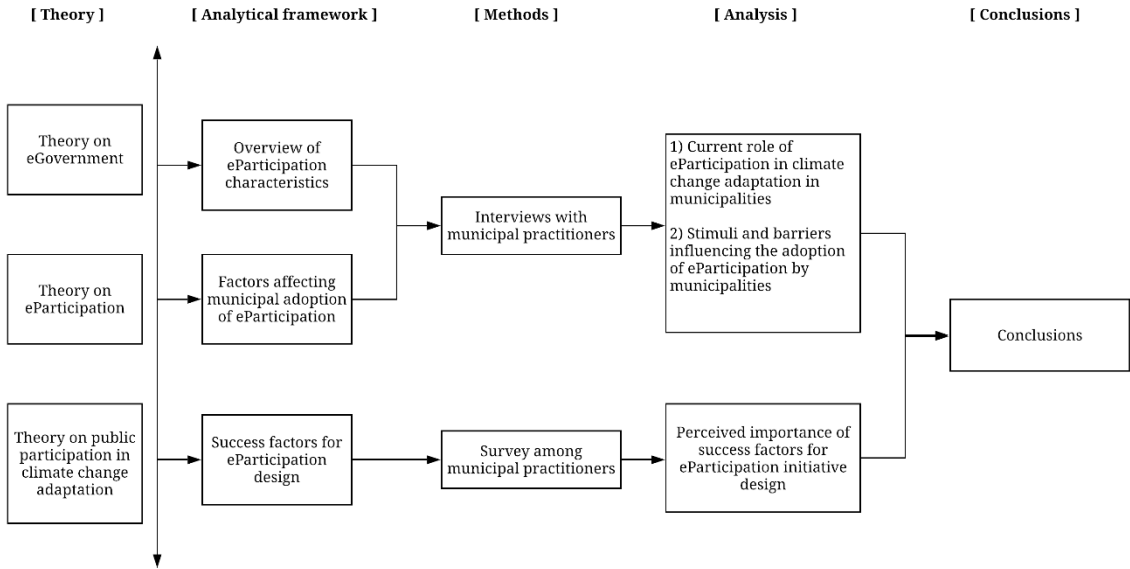 [ Theory ]
[ Analytical framework ]
[ Methods ]
[ Analysis ]
[ Conclusions ]
Theory on
eGovernment
Theory on
eParticipation
Theory on public
participation in
climate change
adaptation
Overview of
eParticipation
characteristics
Factors affecting
municipal adoption
of eParticipation
Success factors for
eParticipation
design
Interviews with
municipal practitioners
Survey among
municipal practitioners
1) Current role of
eParticipation in climate
change adaptation in
municipalities
2) Stimuli and barriers
influencing the adoption
of eParticipation by
municipalities
Perceived importance of
success factors for
eParticipation initiative
design
Conclusions